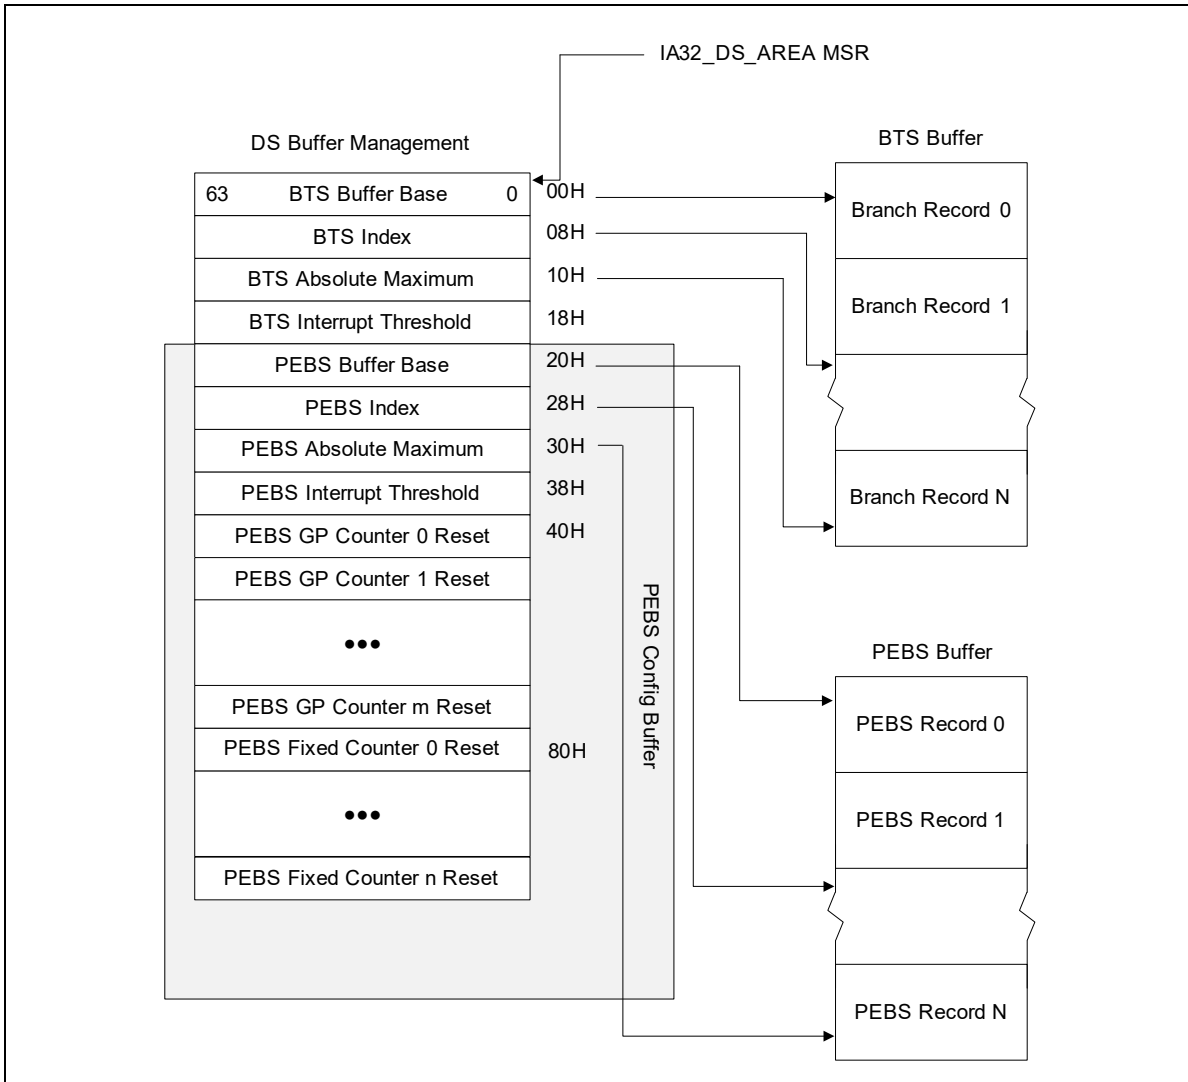 IA32_DS_AREA MSR
DS Buffer Management
63 BTS Buffer Base 0 00H
BTS Index 08H
BTS Absolute Maximum 10H
BTS Interrupt Threshold 18H
PEBS Buffer Base 20H
PEBS Index 28H
PEBS Absolute Maximum 30H
PEBS Interrupt Threshold 38H
PEBS GP Counter 0 Reset 40H
PEBS GP Counter 1 Reset
•••
PEBS GP Counter m Reset
PEBS Fixed Counter 0 Reset 80H
•••
PEBS Fixed Counter n Reset
PEBS Config Buffer
BTS Buffer
Branch Record 0
Branch Record 1
Branch Record N
PEBS Buffer
PEBS Record 0
PEBS Record 1
PEBS Record N